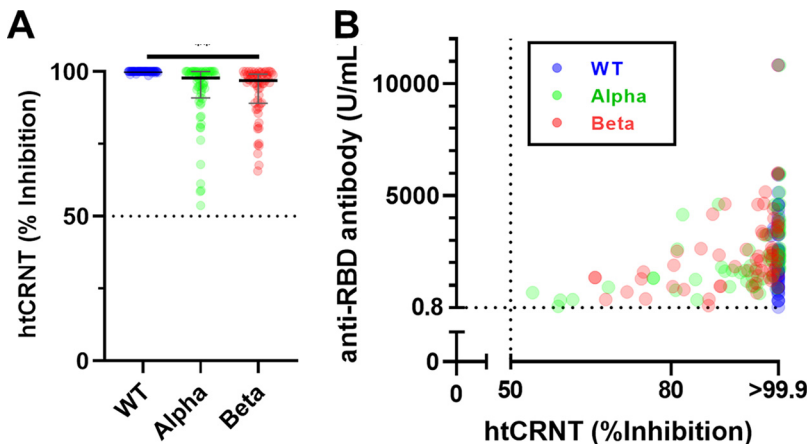 A
**
htCRNT (% Inhibition)
100
50
0
WT
Alpha
Beta
B
anti-RBD antibody (U/mL)
10000
5000
0.8
0
WT
Alpha
Beta
0
50
80
>99.9
htCRNT (%Inhibition)